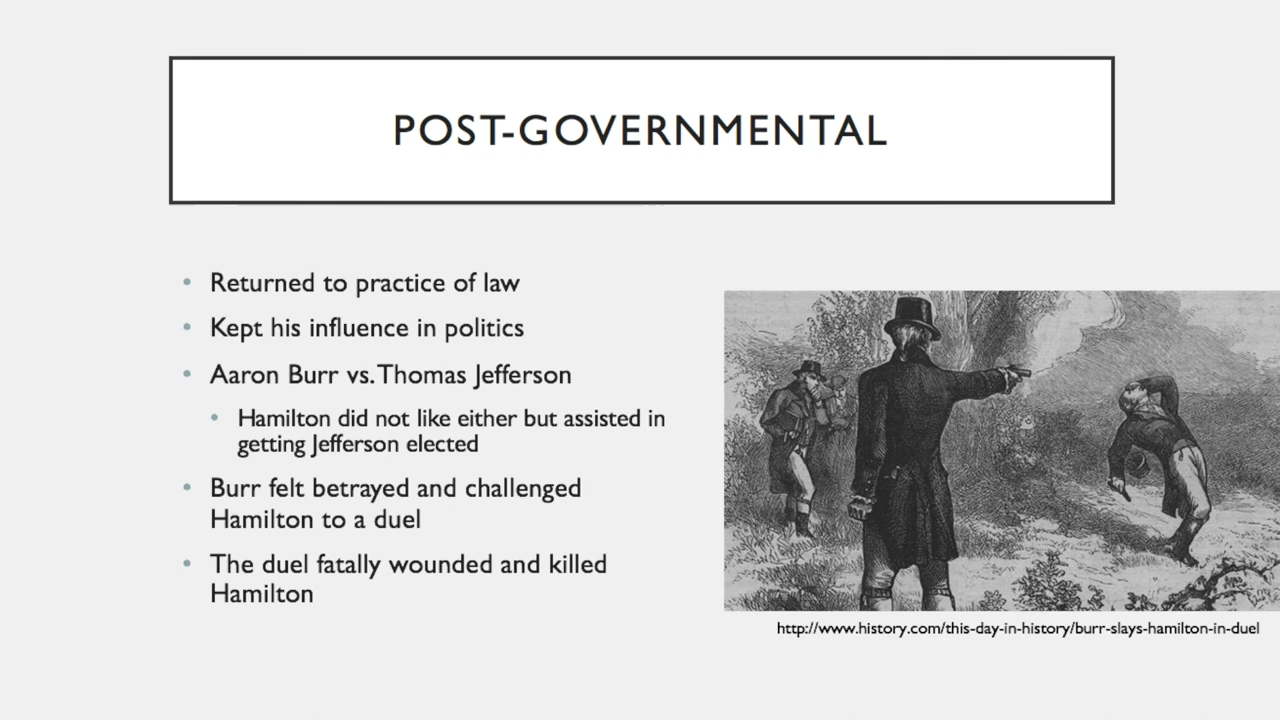 POST-GOVERNMENTAL
• Returned to practice of law
• Kept his influence in politics
• Aaron Burr vs. Thomas Jefferson
• Hamilton did not like either but assisted in
getting Jefferson elected
• Burr felt betrayed and challenged
Hamilton to a duel
• The duel fatally wounded and killed
Hamilton
http://www.history.com/this-day-in-history/burr-slays-hamilton-in-duel